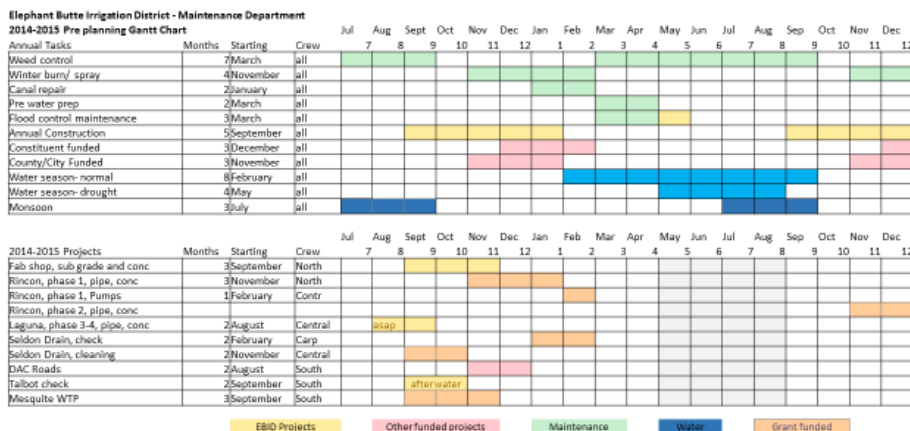 Elephant Butte Irrigation District - Maintenance Department
2014-2015 Pre planning Gantt Chart Jul Aug Sept Oct Nov Dec Jan Feb Mar Apr May Jun Jul Aug Sep Oct Nov Dec
Annual Tasks Months Starting Crew 7 8 9 10 11 12 1 2 3 4 5 6 7 8 9 10 11 12
Weed control 7 March all
Winter burn/ spray 4 November all
Canal repair 2 January all
Pre water prep 2 March all
Flood control maintenance 3 March all
Annual Construction 5 September all
Constituent funded 3 December all
County/City Funded 3 November all
Water season- normal 8 February all
Water season- drought 4 May all
Monsoon 3 July all
Jul Aug Sept Oct Nov Dec Jan Feb Mar Apr May Jun Jul Aug Sep Oct Nov Dec
2014-2015 Projects Months Starting Crew 7 8 9 10 11 12 1 2 3 4 5 6 7 8 9 10 11 12
Fab shop, sub grade and conc 3 September North
Rincon, phase 1, pipe, conc 3 November North
Rincon, phase 1, Pumps 1 February Contr
Rincon, phase 2, pipe, conc
Laguna, phase 3-4, pipe, conc 2 August Central asap
Seldon Drain, check 2 February Carp
Seldon Drain, cleaning 2 November Central
DAC Roads 2 August South
Talbot check 2 September South after water
Mesquite WTP 3 September South
EBID Projects Other funded projects Maintenance Water Grant funded